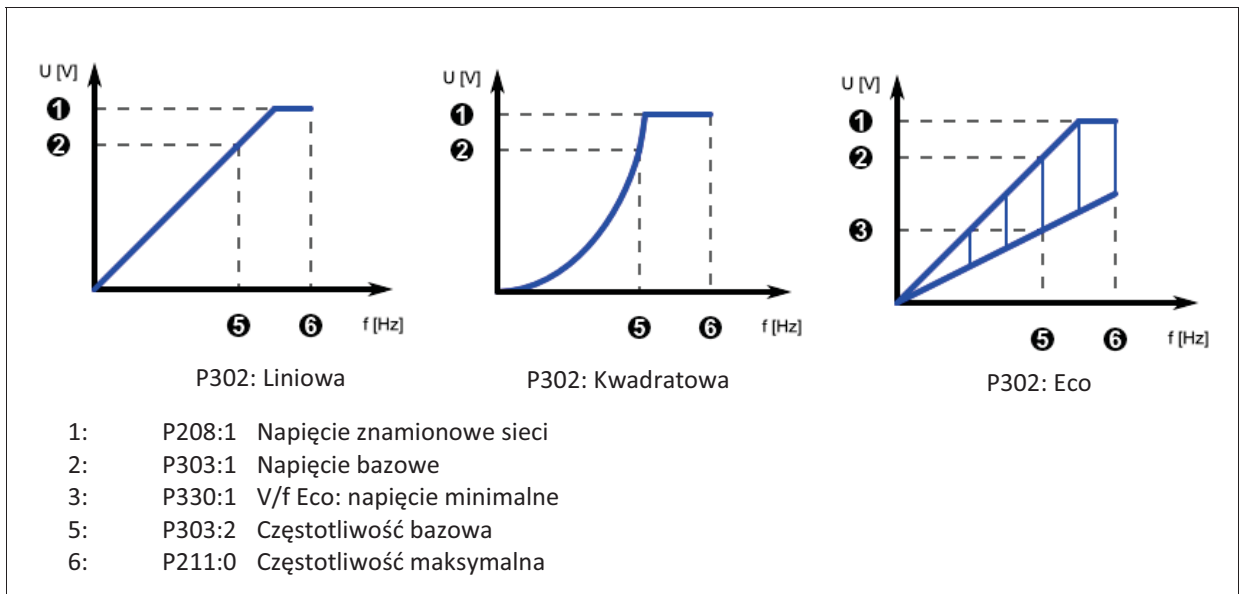 U [V]
❶
❷
❺ ❻ f [Hz]
P302: Liniowa
U [V]
❶
❷
❺ ❻ f [Hz]
P302: Kwadratowa
U [V]
❶
❷
❸
❺ ❻ f [Hz]
P302: Eco
1: P208:1 Napięcie znamionowe sieci
2: P303:1 Napięcie bazowe
3: P330:1 V/f Eco: napięcie minimalne
5: P303:2 Częstotliwość bazowa
6: P211:0 Częstotliwość maksymalna